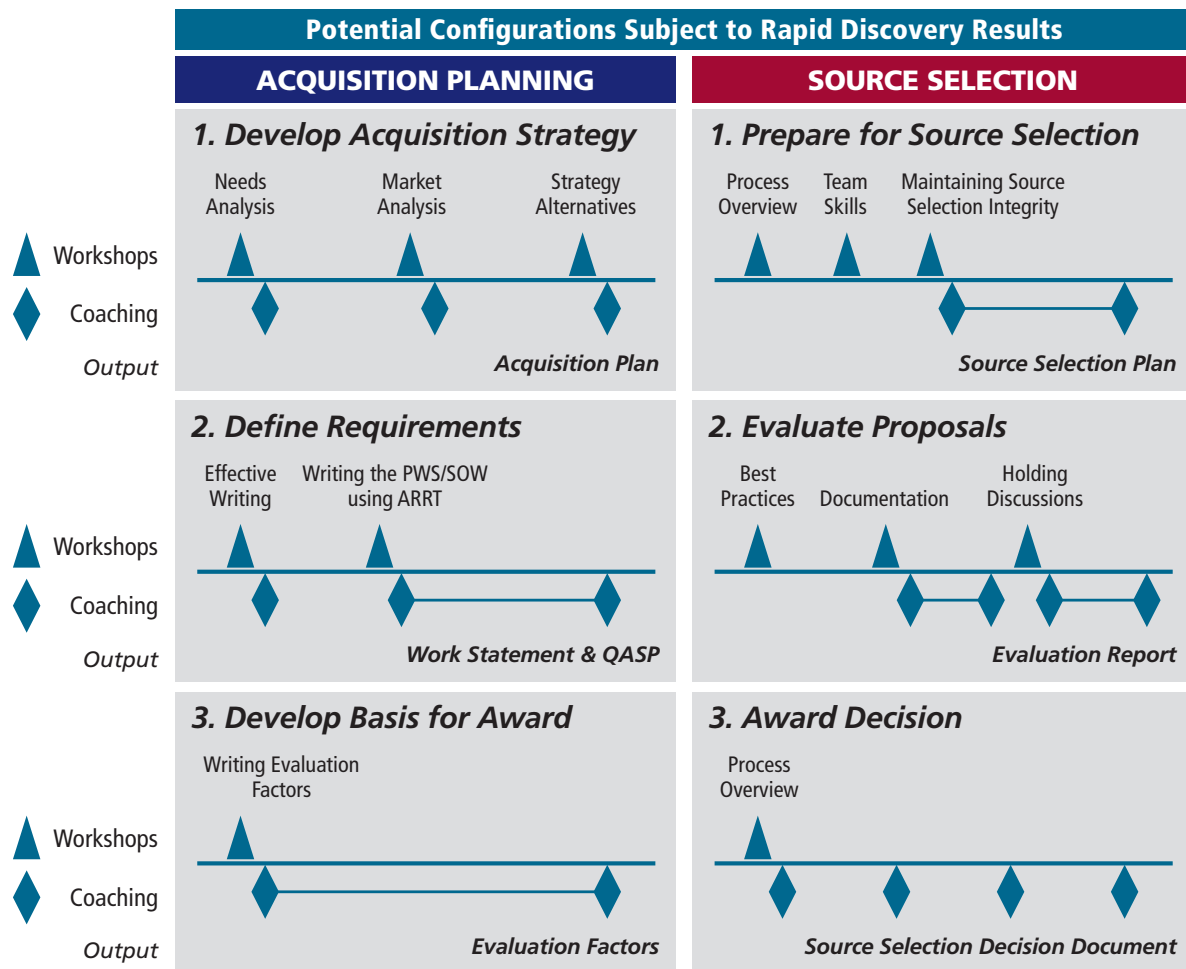 Potential Configurations Subject to Rapid Discovery Results
ACQUISITION PLANNING
SOURCE SELECTION
1. Develop Acquisition Strategy
Needs
Analysis
Market
Analysis
Strategy
Alternatives
Workshops
Coaching
Output
Acquisition Plan
1. Prepare for Source Selection
Process
Overview
Team
Skills
Maintaining Source
Selection Integrity
Source Selection Plan
2. Define Requirements
Effective
Writing
Writing the PWS/SOW
using ARRT
Workshops
Coaching
Output
Work Statement & QASP
2. Evaluate Proposals
Best
Practices
Documentation
Holding
Discussions
Evaluation Report
3. Develop Basis for Award
Writing Evaluation
Factors
Workshops
Coaching
Output
Evaluation Factors
3. Award Decision
Process
Overview
Source Selection Decision Document